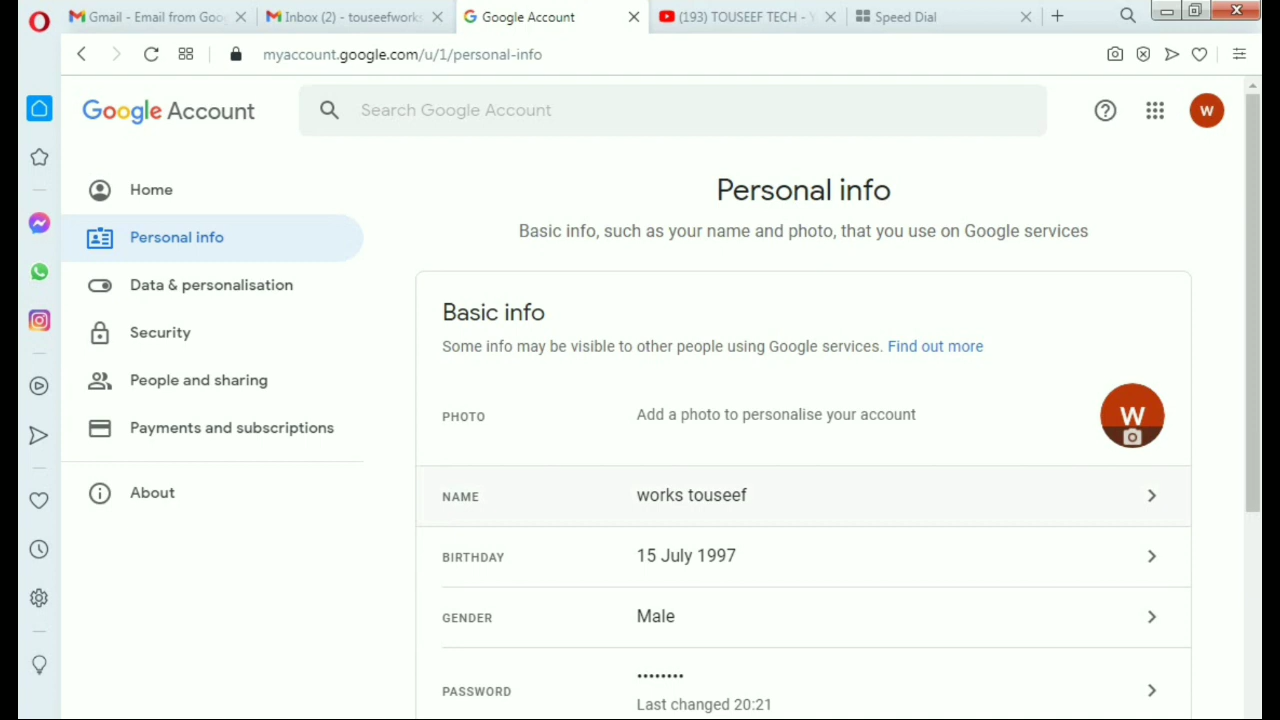 Gmail - Email from Goog
Inbox (2) - touseefworks
Google Account
(193) TOUSEEF TECH - Y
Speed Dial
myaccount.google.com/u/1/personal-info
Google Account
Search Google Account
W
Home
Personal info
Data & personalisation
Security
People and sharing
Payments and subscriptions
About
Personal info
Basic info, such as your name and photo, that you use on Google services
Basic info
Some info may be visible to other people using Google services. Find out more
PHOTO Add a photo to personalise your account W
NAME works touseef
BIRTHDAY 15 July 1997
GENDER Male
PASSWORD ••••••••
Last changed 20:21